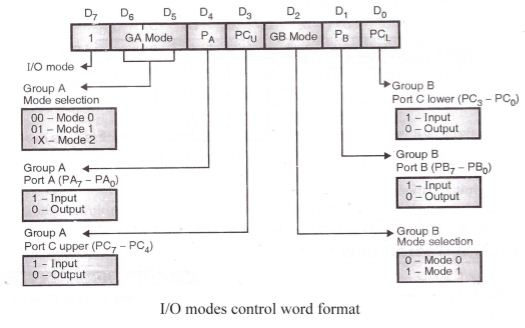 D7 D6 D5 D4 D3 D2 D1 D0
1 GA Mode PA PCU GB Mode PB PCL
I/O mode
Group A
Mode selection
00 – Mode 0
01 – Mode 1
1X – Mode 2
Group A
Port A (PA7 – PA0)
1 – Input
0 – Output
Group A
Port C upper (PC7 – PC4)
1 – Input
0 – Output
Group B
Port C lower (PC3 – PC0)
1 – Input
0 – Output
Group B
Port B (PB7 – PB0)
1 – Input
0 – Output
Group B
Mode selection
0 – Mode 0
1 – Mode 1
I/O modes control word format